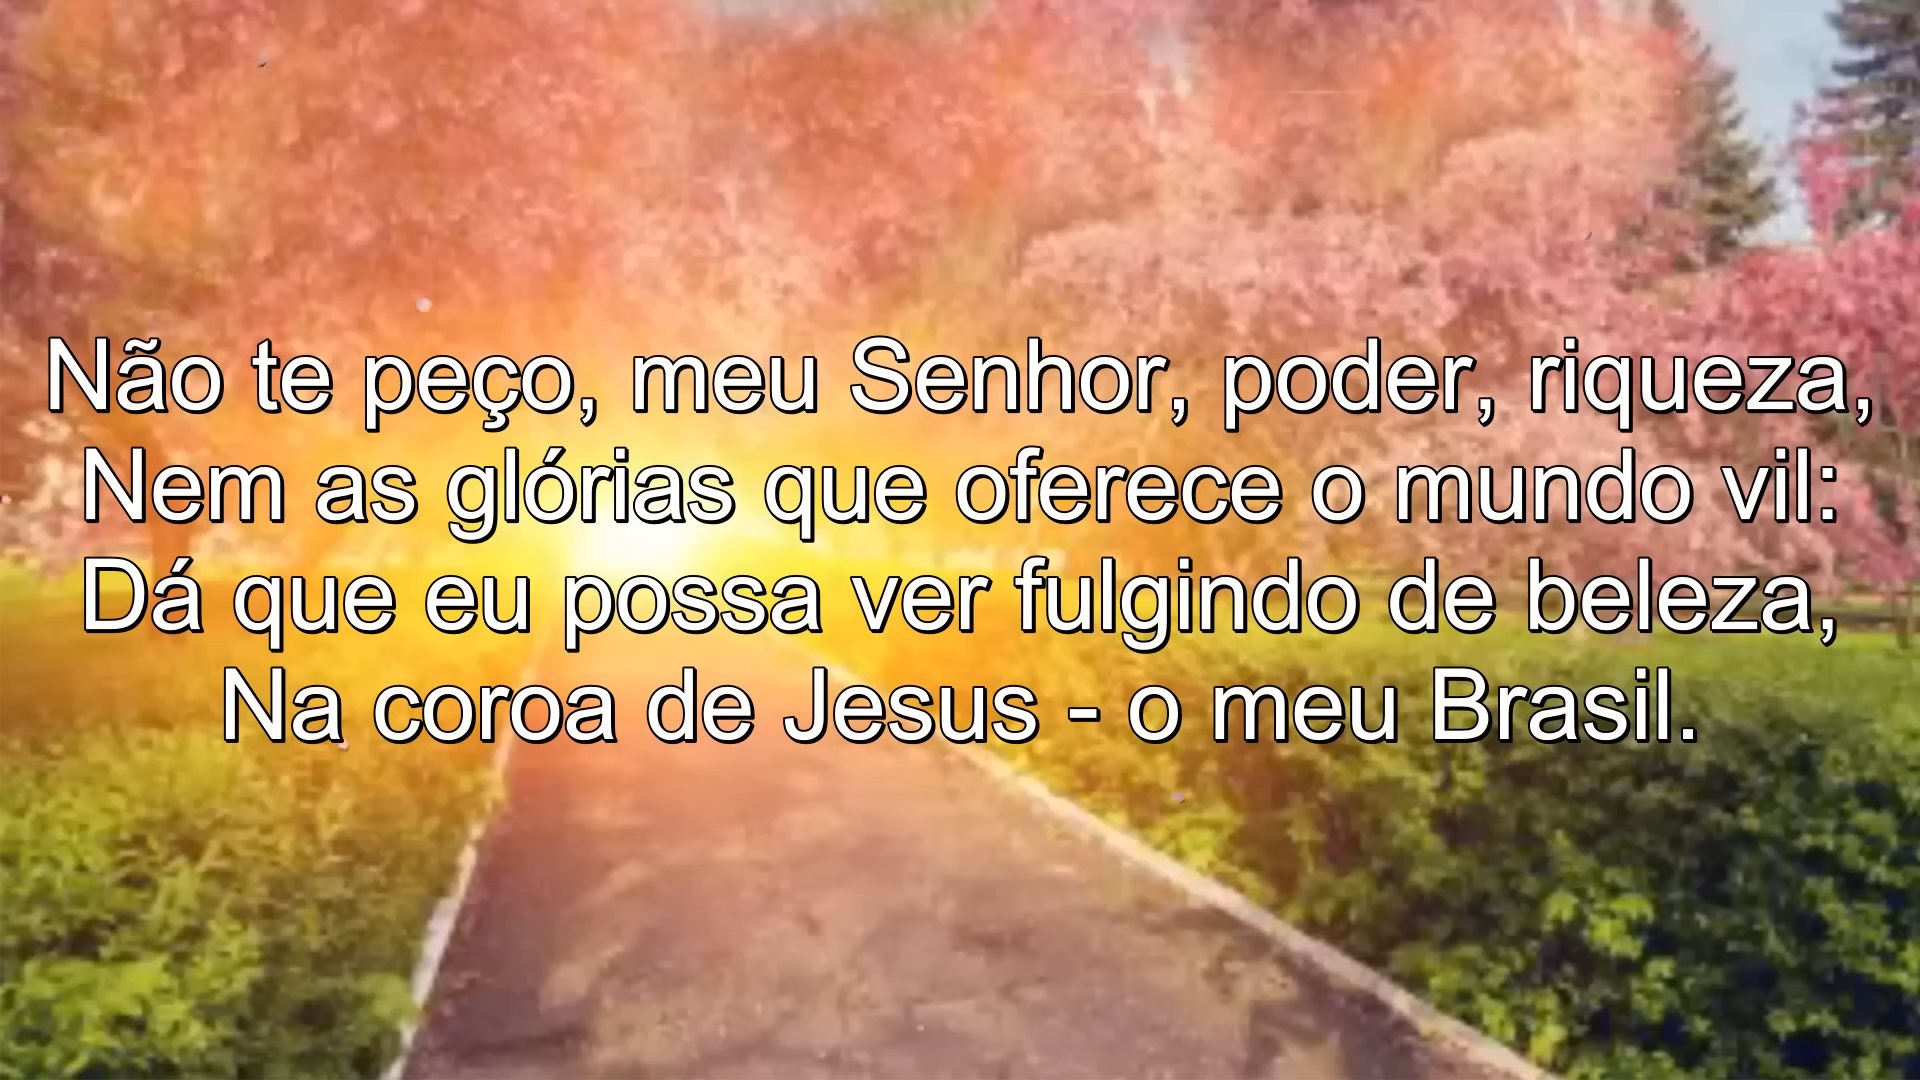 Não te peço, meu Senhor, poder, riqueza,
Nem as glórias que oferece o mundo vil:
Dá que eu possa ver fulgindo de beleza,
Na coroa de Jesus - o meu Brasil.